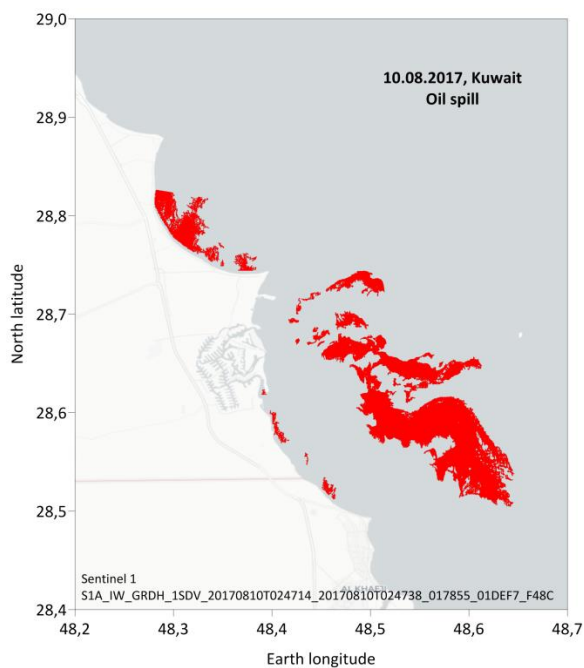 29,0
28,9
28,8
28,7
28,6
28,5
28,4
North latitude
10.08.2017, Kuwait
Oil spill
Sentinel 1
S1A_IW_GRDH_1SDV_20170810T024714_20170810T024738_017855_01DEF7_F48C
48,2 48,3 48,4 48,5 48,6 48,7
Earth longitude